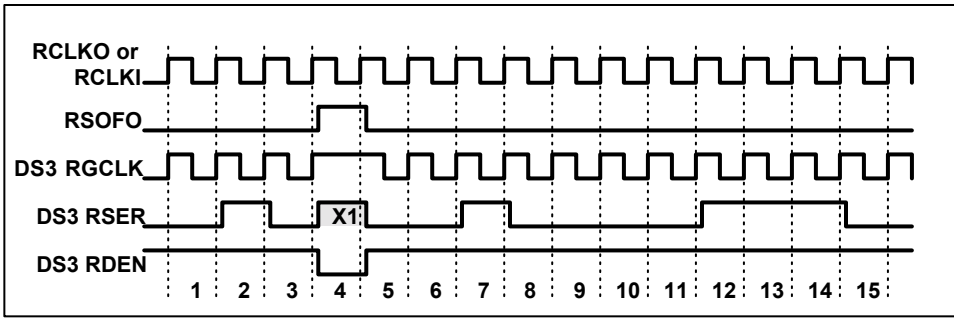 RCLKO or
RCLKI
RSOFO
DS3 RGCLK
DS3 RSER X1
DS3 RDEN
1 2 3 4 5 6 7 8 9 10 11 12 13 14 15